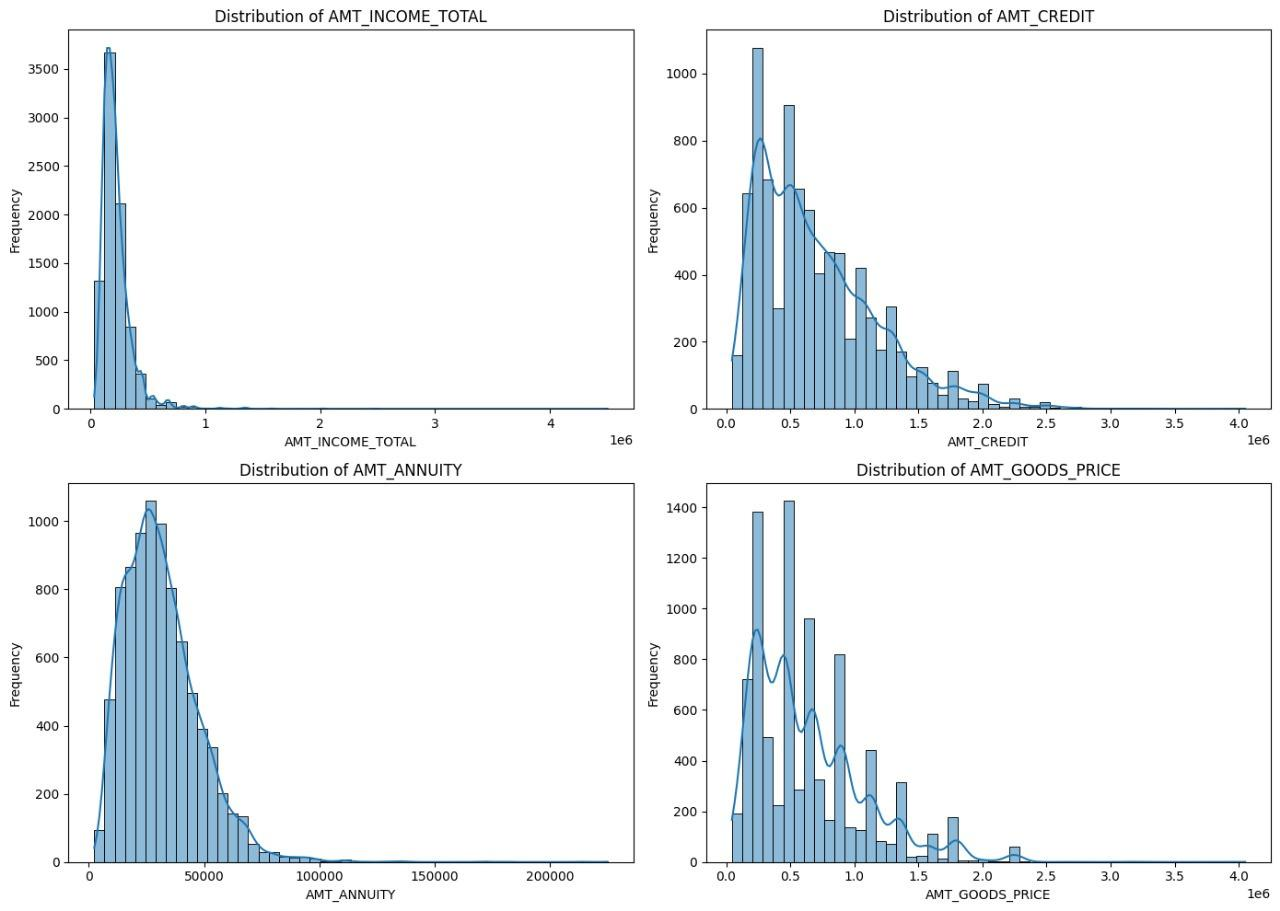 Distribution of AMT_INCOME_TOTAL
Frequency
3500
3000
2500
2000
1500
1000
500
0
0 1 2 3 4
1e6
AMT_INCOME_TOTAL
Distribution of AMT_CREDIT
Frequency
1000
800
600
400
200
0
0.0 0.5 1.0 1.5 2.0 2.5 3.0 3.5 4.0
1e6
AMT_CREDIT
Distribution of AMT_ANNUITY
Frequency
1000
800
600
400
200
0
0 50000 100000 150000 200000
AMT_ANNUITY
Distribution of AMT_GOODS_PRICE
Frequency
1400
1200
1000
800
600
400
200
0
0.0 0.5 1.0 1.5 2.0 2.5 3.0 3.5 4.0
1e6
AMT_GOODS_PRICE